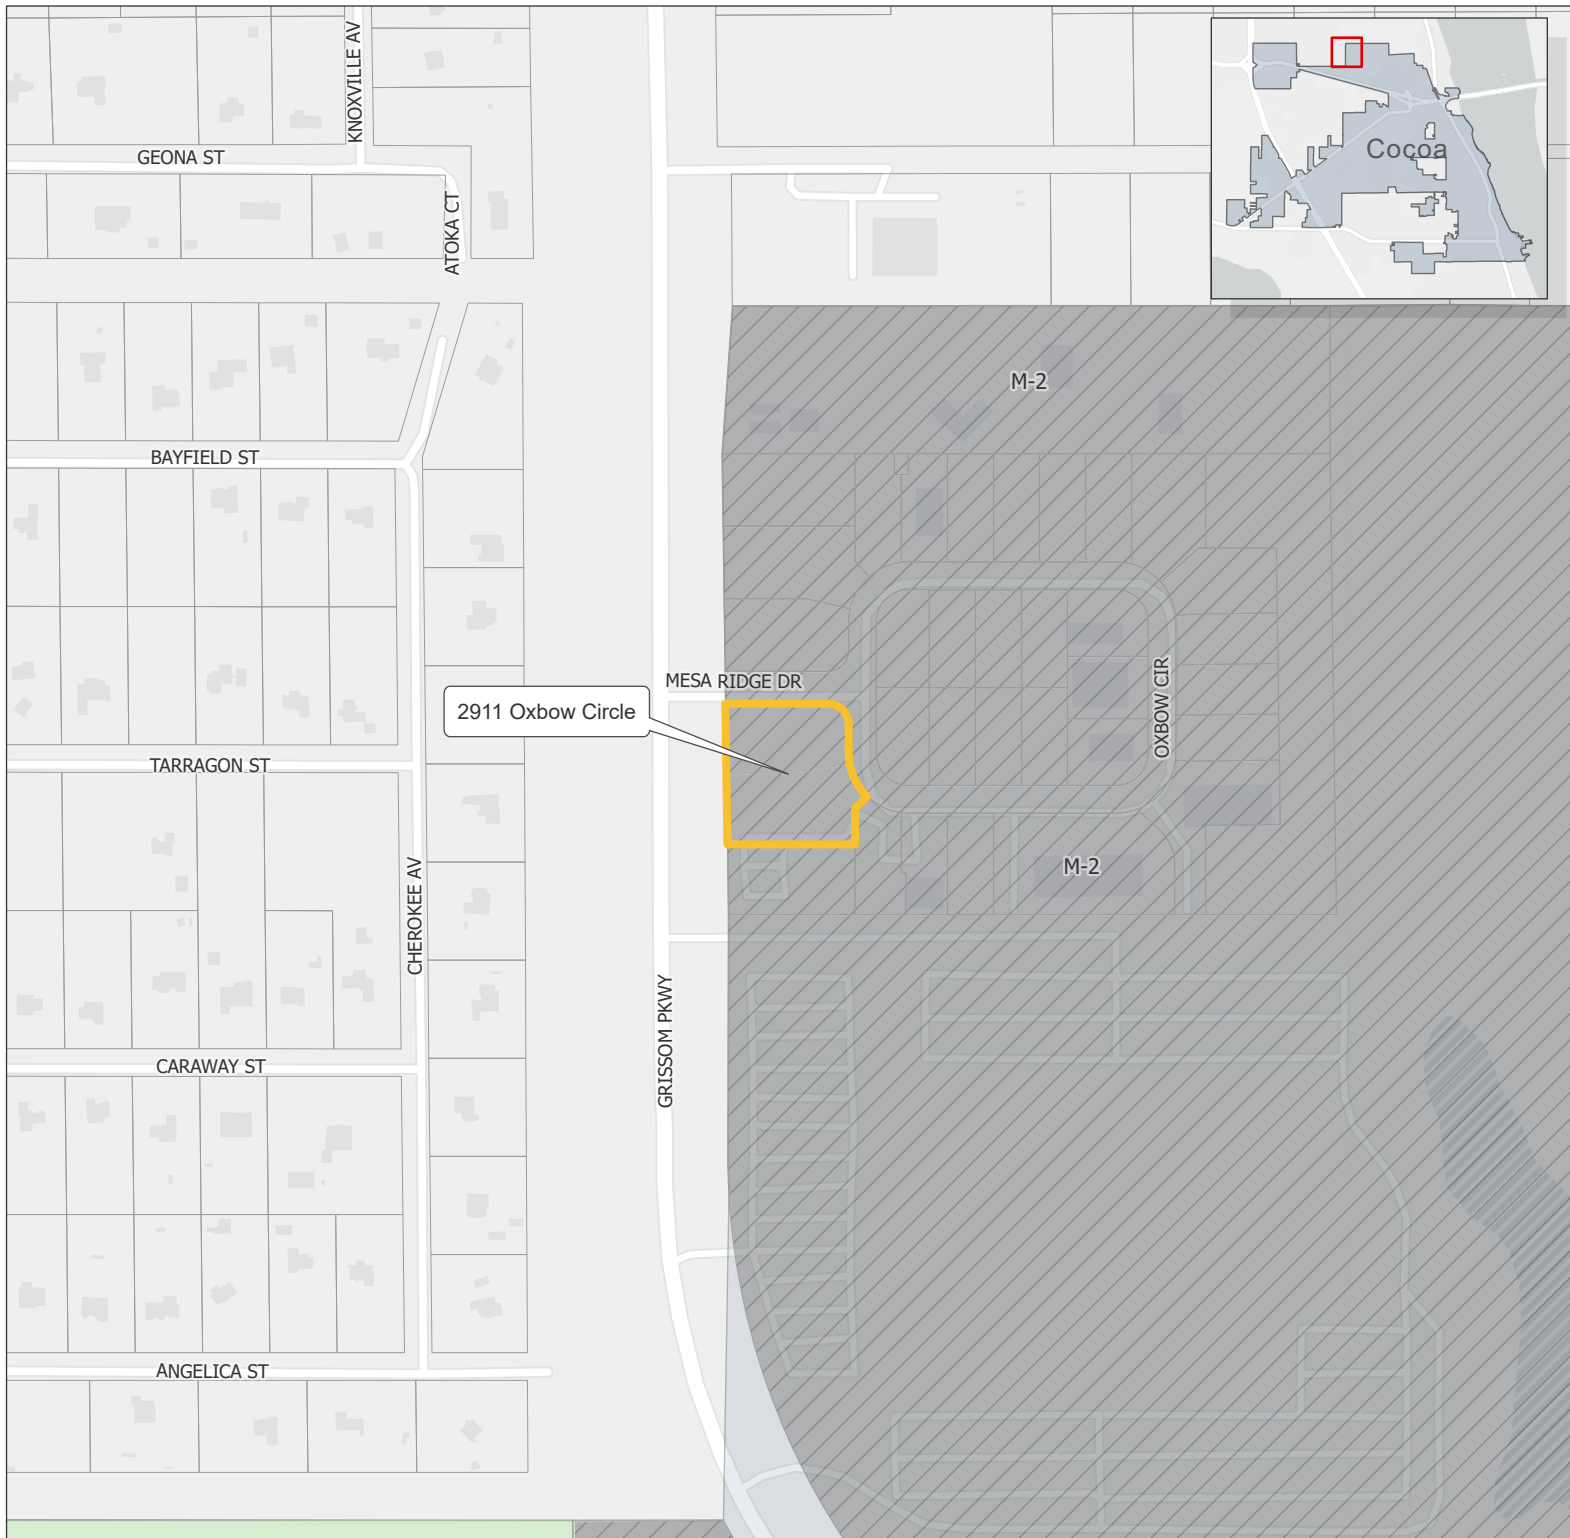 KNOXVILLE AV
GEONA ST
Cocoa
ATOKA CT
M-2
BAYFIELD ST
MESA RIDGE DR
2911 Oxbow Circle
OXBOW CIR
TARRAGON ST
M-2
CHEROKEE AV
GRISSOM PKWY
CARAWAY ST
ANGELICA ST